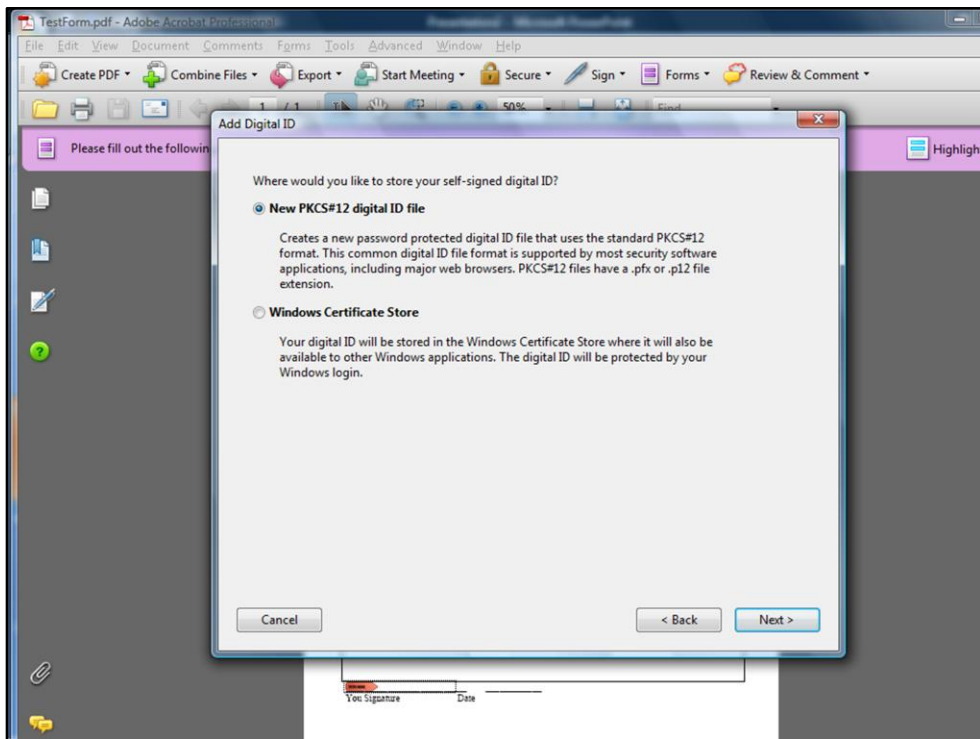 TestForm.pdf - Adobe Acrobat Professional
File Edit View Document Comments Forms Tools Advanced Window Help
Create PDF Combine Files Export Start Meeting Secure Sign Forms Review & Comment
1 / 1 50% Find
Add Digital ID
Please fill out the followin
Highligh
Where would you like to store your self-signed digital ID?
New PKCS#12 digital ID file
Creates a new password protected digital ID file that uses the standard PKCS#12
format. This common digital ID file format is supported by most security software
applications, including major web browsers. PKCS#12 files have a .pfx or .p12 file
extension.
Windows Certificate Store
Your digital ID will be stored in the Windows Certificate Store where it will also be
available to other Windows applications. The digital ID will be protected by your
Windows login.
Cancel < Back Next >
You Signature Date